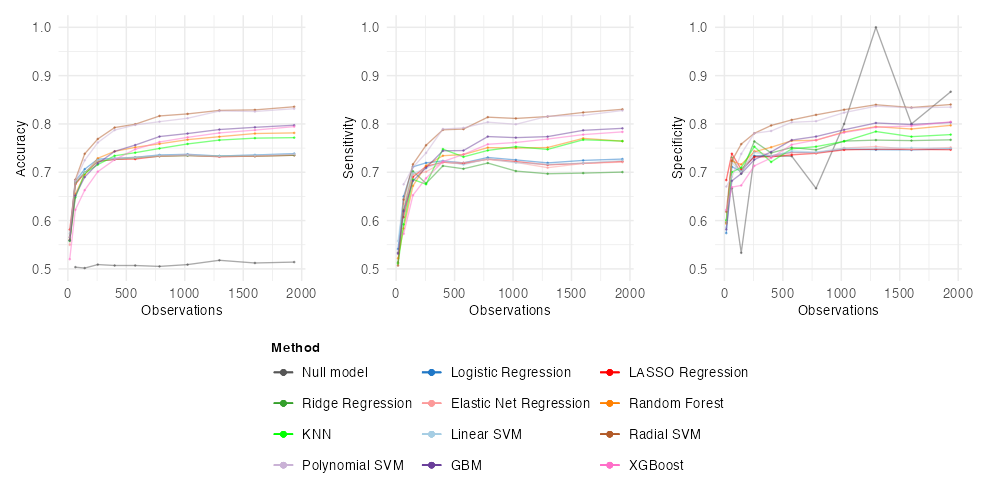 1.0
0.9
0.8
0.7
0.6
0.5
Accuracy
0 500 1000 1500 2000
Observations
1.0
0.9
0.8
0.7
0.6
0.5
Sensitivity
0 500 1000 1500 2000
Observations
1.0
0.9
0.8
0.7
0.6
0.5
Specificity
0 500 1000 1500 2000
Observations
Method
Null model Logistic Regression LASSO Regression
Ridge Regression Elastic Net Regression Random Forest
KNN Linear SVM Radial SVM
Polynomial SVM GBM XGBoost